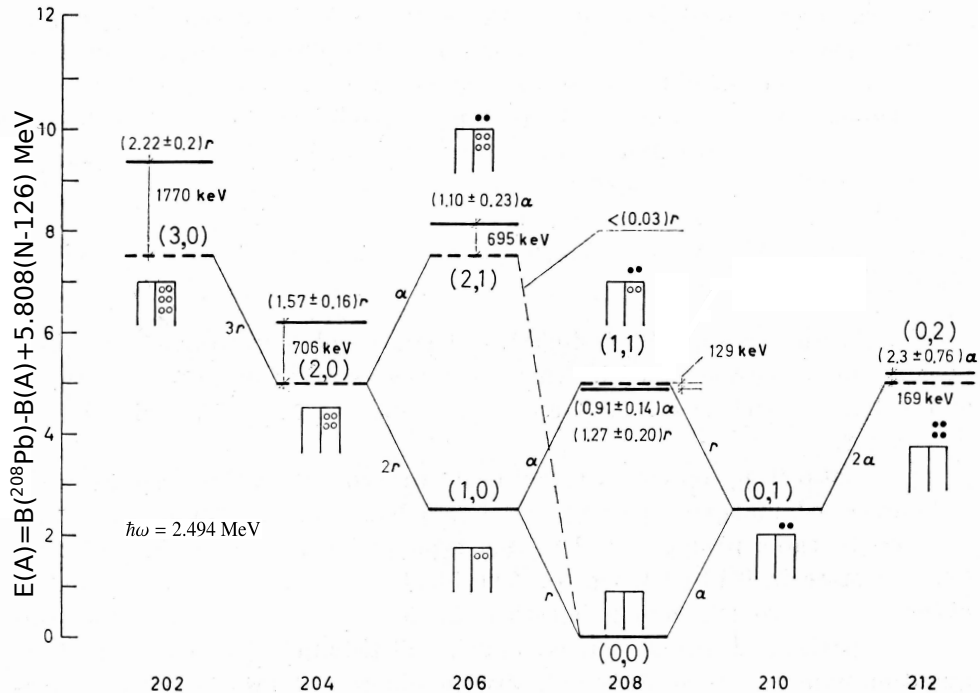 12
10
(2.22±0.2)r
(1.10±0.23)α
<(0.03)r
1770 keV
8
695 keV
(3,0)
(2,1)
(1.57±0.16)r
α
3r
(1,1)
(0,2)
6
706 keV
129 keV
(2.3±0.76)α
(2,0)
169 keV
(0.91±0.14)α
(1.27±0.20)r
4
2r
α
r
2α
(1,0)
(0,1)
ħω = 2.494 MeV
2
r
α
0
(0,0)
202 204 206 208 210 212
E(A)=B(²⁰⁸Pb)-B(A)+5.808(N-126) MeV